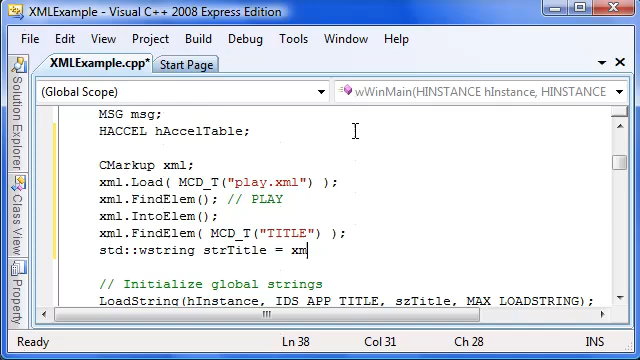 XMLExample - Visual C++ 2008 Express Edition
File Edit View Project Build Debug Tools Window Help
XMLExample.cpp* Start Page
(Global Scope) wWinMain(HINSTANCE hInstance, HINSTANCE
Solution Explorer
Property
MSG msg;
HACCEL hAccelTable;
CMarkup xml;
xml.Load( MCD_T("play.xml") );
xml.FindElem(); // PLAY
xml.IntoElem();
xml.FindElem( MCD_T("TITLE") );
std::wstring strTitle = xm
// Initialize global strings
LoadString(hInstance, IDS_APP_TITLE, szTitle, MAX_LOADSTRING);
Ready Ln 38 Col 31 Ch 28 INS